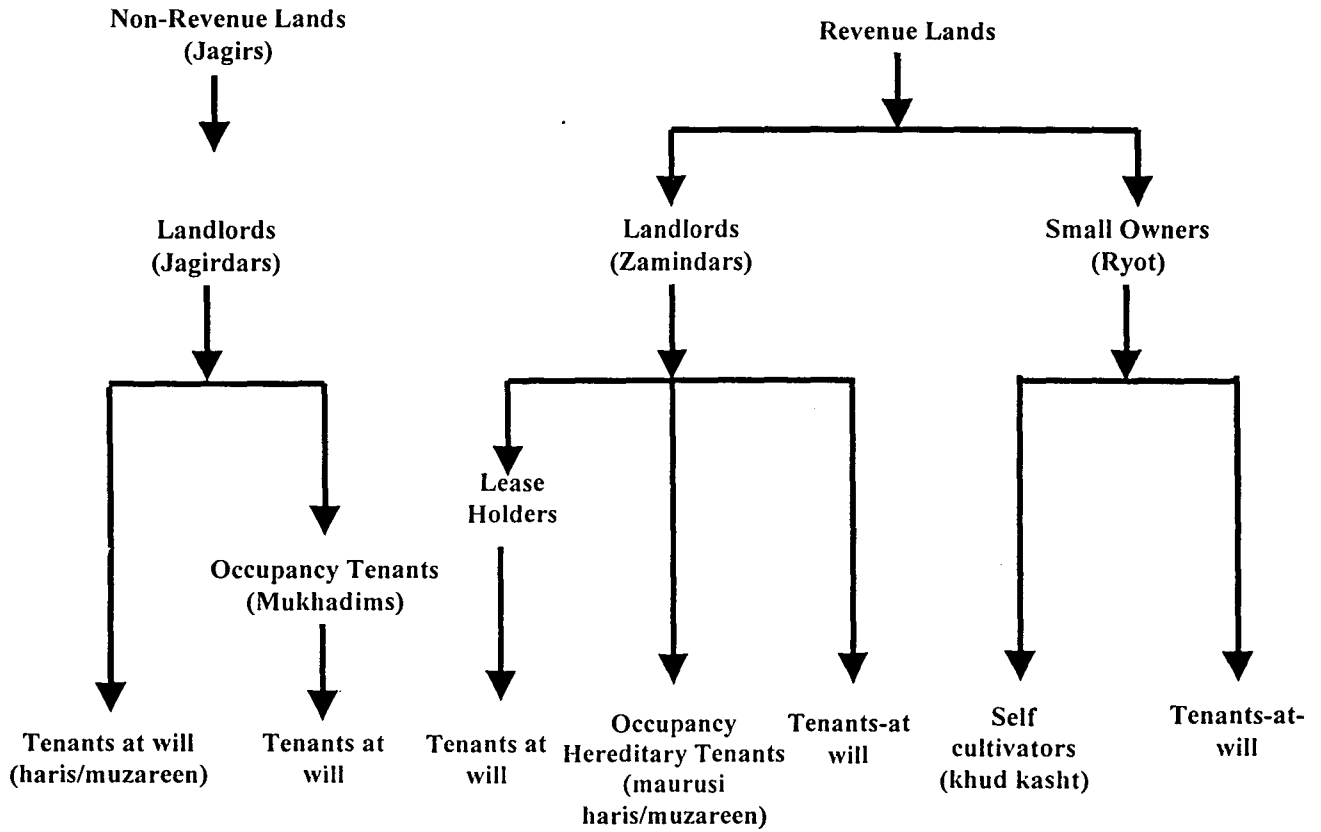 Non-Revenue Lands
(Jagirs)
Revenue Lands
Landlords
(Jagirdars)
Landlords
(Zamindars)
Small Owners
(Ryot)
Lease
Holders
Occupancy Tenants
(Mukhadims)
Tenants at will
(haris/muzareen)
Tenants at
will
Tenants at
will
Occupancy
Hereditary Tenants
(maurusi
haris/muzareen)
Tenants-at
will
Self
cultivators
(khud kasht)
Tenants-at-
will